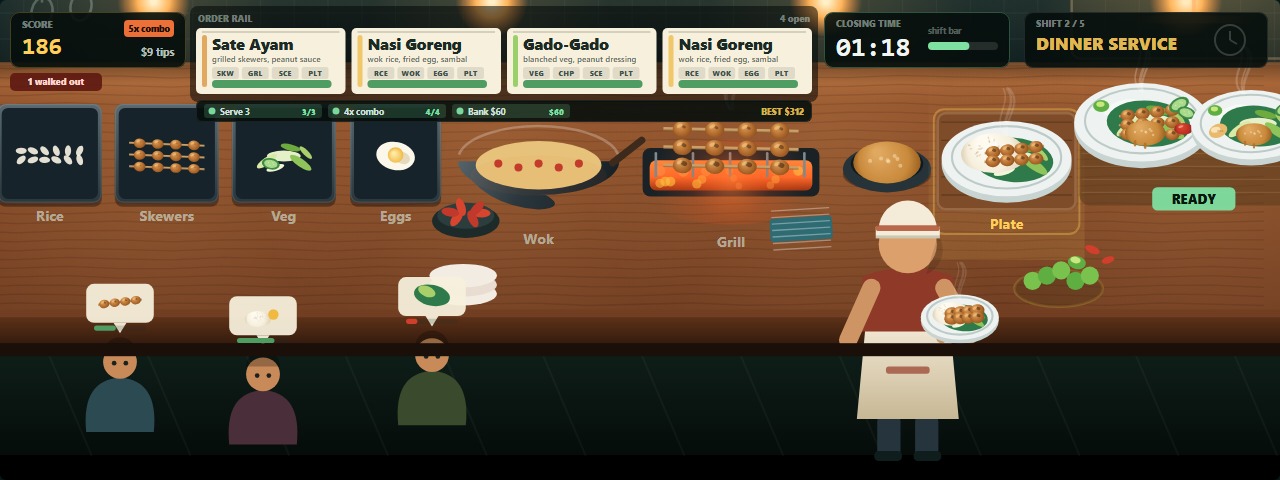 SCORE
5x combo
186
$9 tips
1 walked out
ORDER RAIL
4 open
Sate Ayam
grilled skewers, peanut sauce
SKW GRL SCE PLT
Nasi Goreng
wok rice, fried egg, sambal
RCE WOK EGG PLT
Gado-Gado
blanched veg, peanut dressing
VEG CHP SCE PLT
Nasi Goreng
wok rice, fried egg, sambal
RCE WOK EGG PLT
Serve 3 3/3
4x combo 4/4
Bank $60 $60
BEST $312
CLOSING TIME
01:18
shift bar
SHIFT 2 / 5
DINNER SERVICE
Rice
Skewers
Veg
Eggs
Wok
Grill
Plate
READY